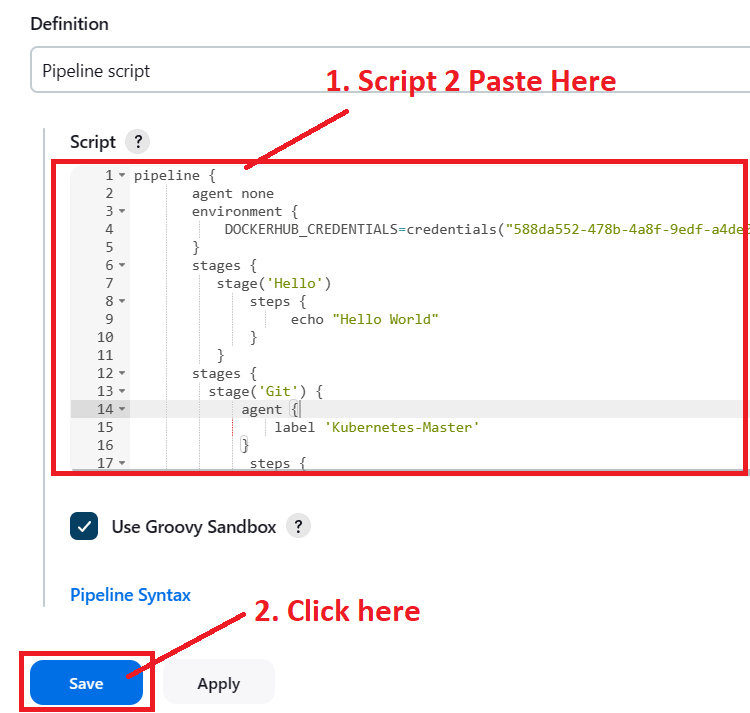 Definition
Pipeline script
1. Script 2 Paste Here
Script ?
1 pipeline {
2 agent none
3 environment {
4 DOCKERHUB_CREDENTIALS=credentials("588da552-478b-4a8f-9edf-a4de
5 }
6 stages {
7 stage('Hello')
8 steps {
9 echo "Hello World"
10 }
11 }
12 stages {
13 stage('Git') {
14 agent {
15 label 'Kubernetes-Master'
16 }
17 steps {
Use Groovy Sandbox ?
Pipeline Syntax
2. Click here
Save Apply